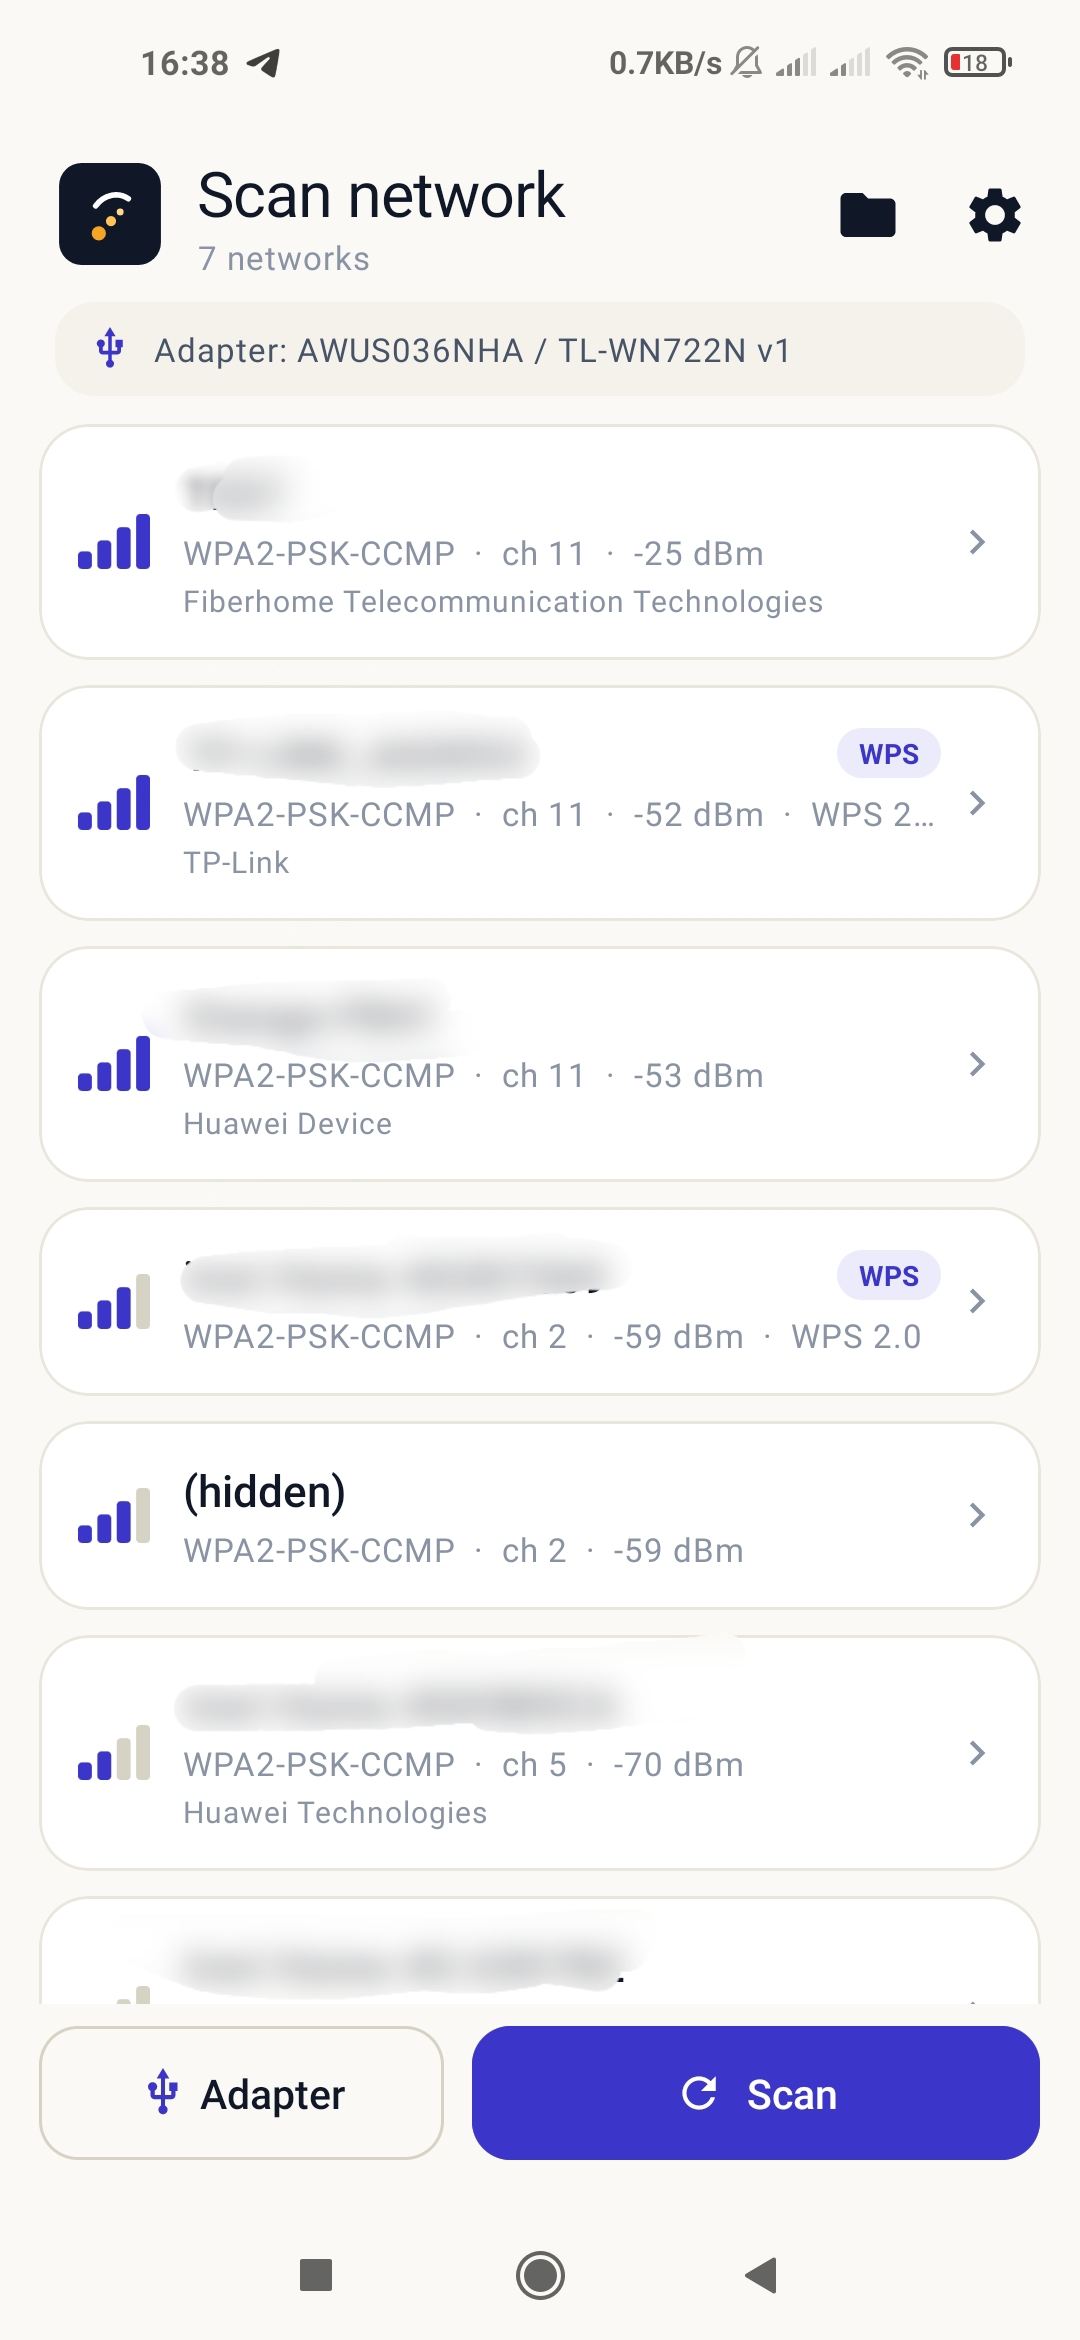 16:38
0.7KB/s
18
Scan network
7 networks
Adapter: AWUS036NHA / TL-WN722N v1
WPA2-PSK-CCMP · ch 11 · -25 dBm
Fiberhome Telecommunication Technologies
WPS
WPA2-PSK-CCMP · ch 11 · -52 dBm · WPS 2...
TP-Link
WPA2-PSK-CCMP · ch 11 · -53 dBm
Huawei Device
WPS
WPA2-PSK-CCMP · ch 2 · -59 dBm · WPS 2.0
(hidden)
WPA2-PSK-CCMP · ch 2 · -59 dBm
WPA2-PSK-CCMP · ch 5 · -70 dBm
Huawei Technologies
Adapter
Scan